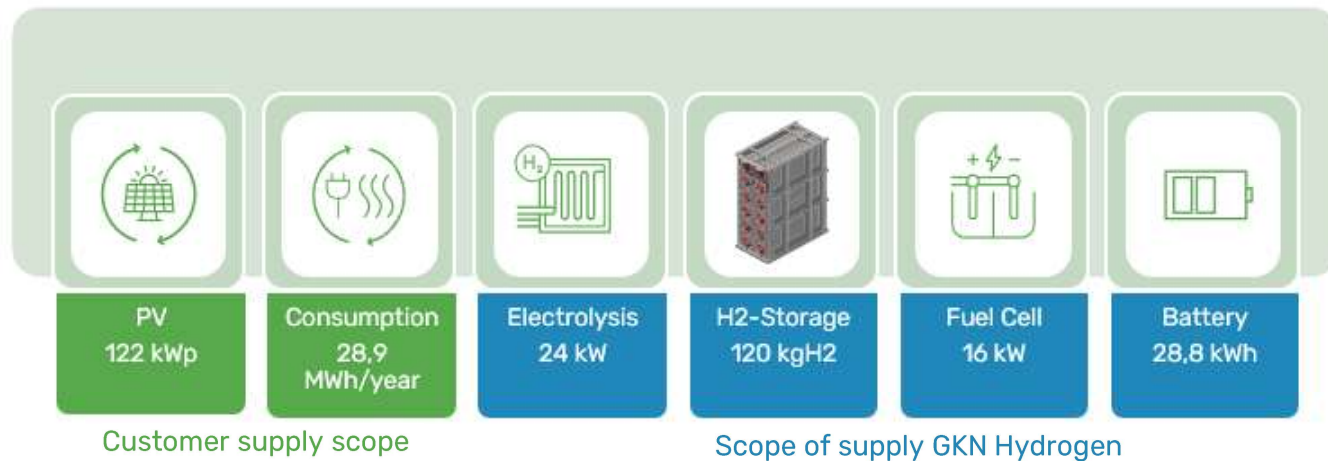 H₂
+ -
PV
122 kWp
Consumption
28,9
MWh/year
Electrolysis
24 kW
H2-Storage
120 kgH2
Fuel Cell
16 kW
Battery
28,8 kWh
Customer supply scope
Scope of supply GKN Hydrogen